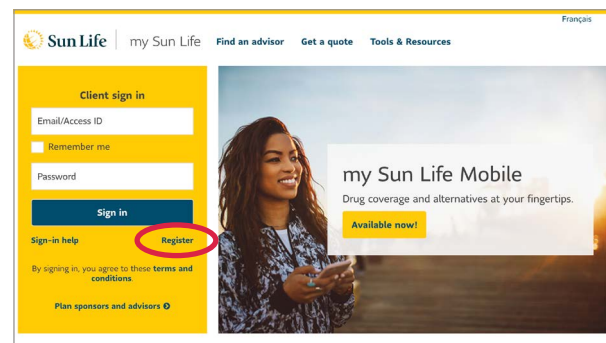 Français
Sun Life my Sun Life Find an advisor Get a quote Tools & Resources
Client sign in
Email/Access ID
Remember me
Password
Sign in
Sign-in help Register
By signing in, you agree to these terms and
conditions.
Plan sponsors and advisors
my Sun Life Mobile
Drug coverage and alternatives at your fingertips.
Available now!